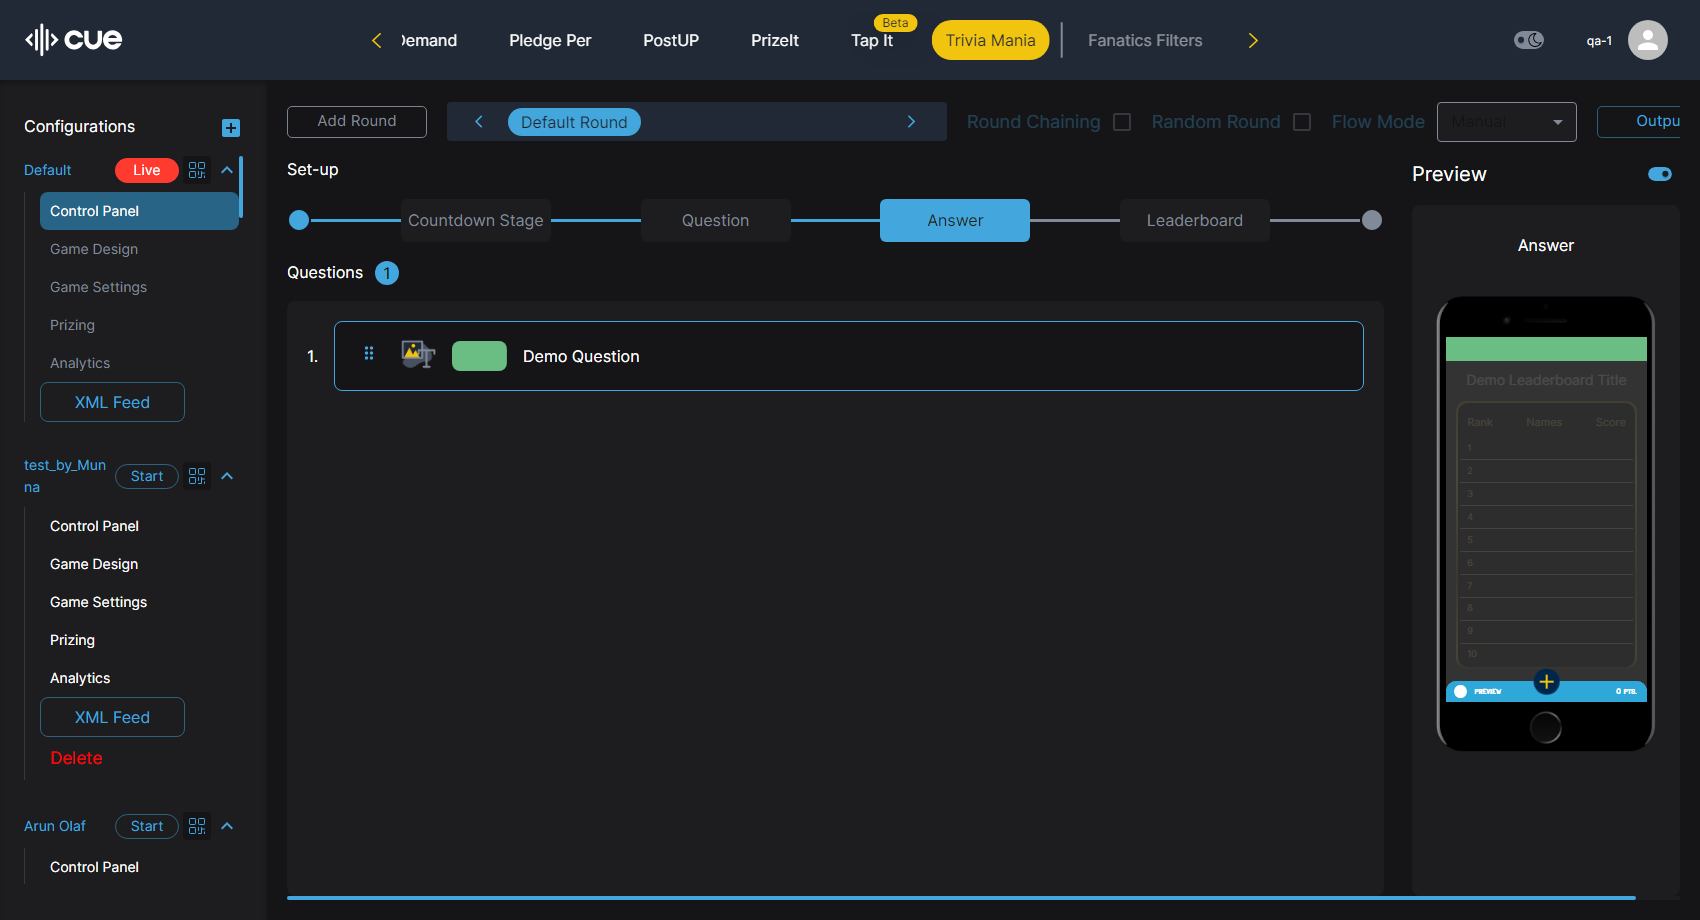 cue
Demand
Pledge Per
PostUP
PrizeIt
Tap It
Beta
Trivia Mania
Fanatics Filters
qa-1
Configurations
Default
Live
Control Panel
Game Design
Game Settings
Prizing
Analytics
XML Feed
test_by_Mun
na
Start
Control Panel
Game Design
Game Settings
Prizing
Analytics
XML Feed
Delete
Arun Olaf
Start
Control Panel
Add Round
Default Round
Round Chaining
Random Round
Flow Mode
Manual
Outpu
Set-up
Countdown Stage
Question
Answer
Leaderboard
Questions 1
1. Demo Question
Preview
Answer
Demo Leaderboard Title
Rank Names Score
1
2
3
4
5
6
7
8
9
10
PREVIEW
0 PTS.